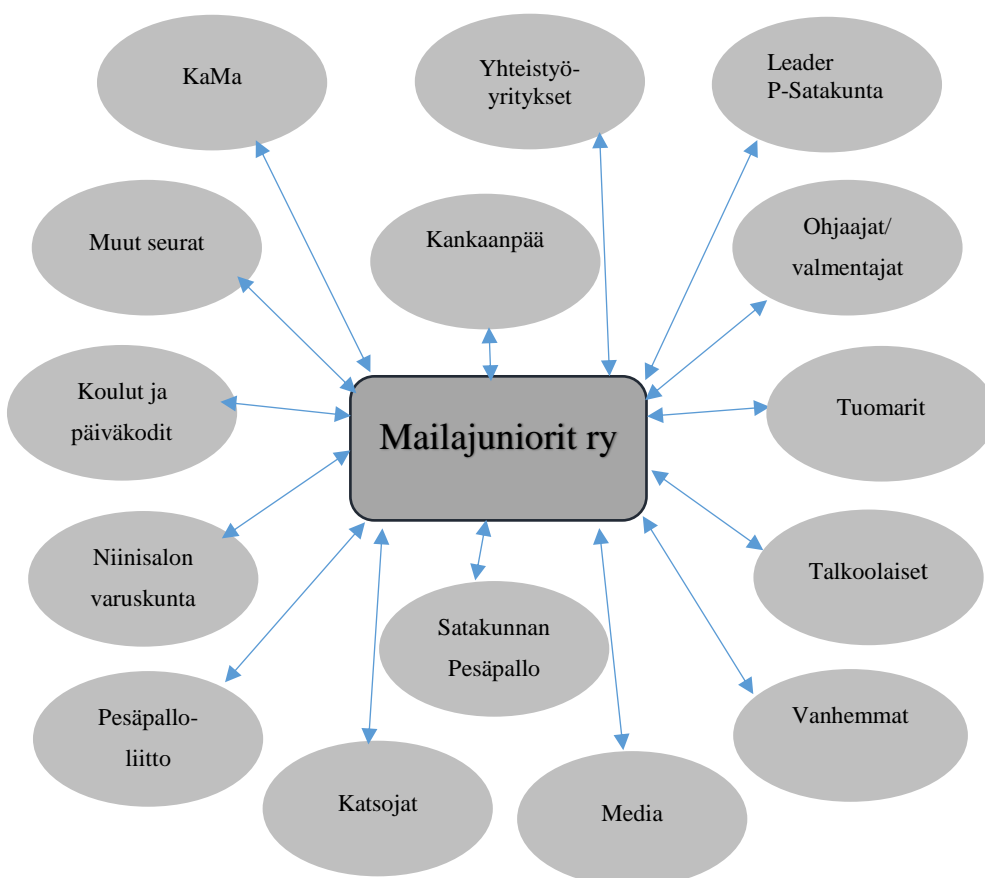 KaMa
Yhteistyö-
yritykset
Leader
P-Satakunta
Muut seurat
Kankaanpää
Ohjaajat/
valmentajat
Koulut ja
päiväkodit
Mailajuniorit ry
Tuomarit
Niinisalon
varuskunta
Talkoolaiset
Satakunnan
Pesäpallo
Pesäpallo-
liitto
Vanhemmat
Katsojat
Media